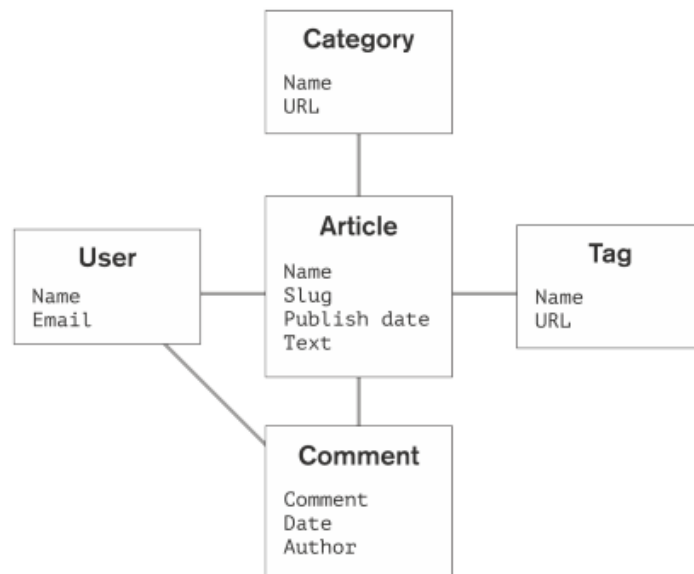 Category
Name
URL
Article
Name
Slug
Publish date
Text
User
Name
Email
Tag
Name
URL
Comment
Comment
Date
Author